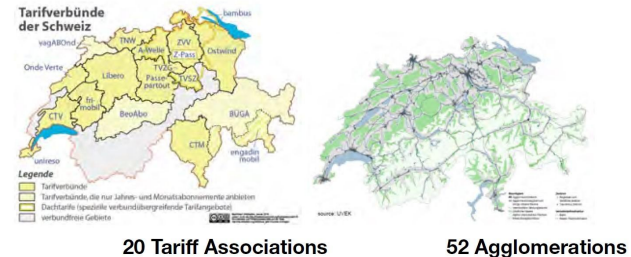 Tarifverbünde
der Schweiz
bambus
vagABOnd
TNW
A-Welle
ZVV
Z-Pass
Ostwind
Onde Verte
Libero
TVZG
Passe-
partout
TVSZ
fri-
mobil
CTV
BeoAbo
BÜGA
CTM
engadin
mobil
unireso
Legende
Tarifverbünde
Tarifverbünde, die nur Jahres- und Monatsabonnemente anbieten
Dachtarife (spezielle verbundübergreifende Tarifangebote)
verbundfreie Gebiete
source: UVEK
20 Tariff Associations
52 Agglomerations